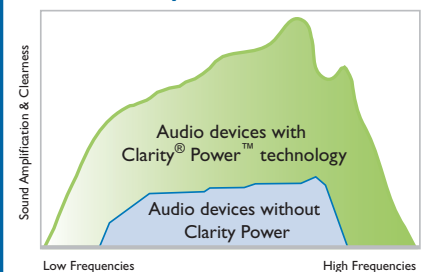 Sound Amplification & Clearness
Audio devices with
Clarity® Power™ technology
Audio devices without
Clarity Power
Low Frequencies
High Frequencies